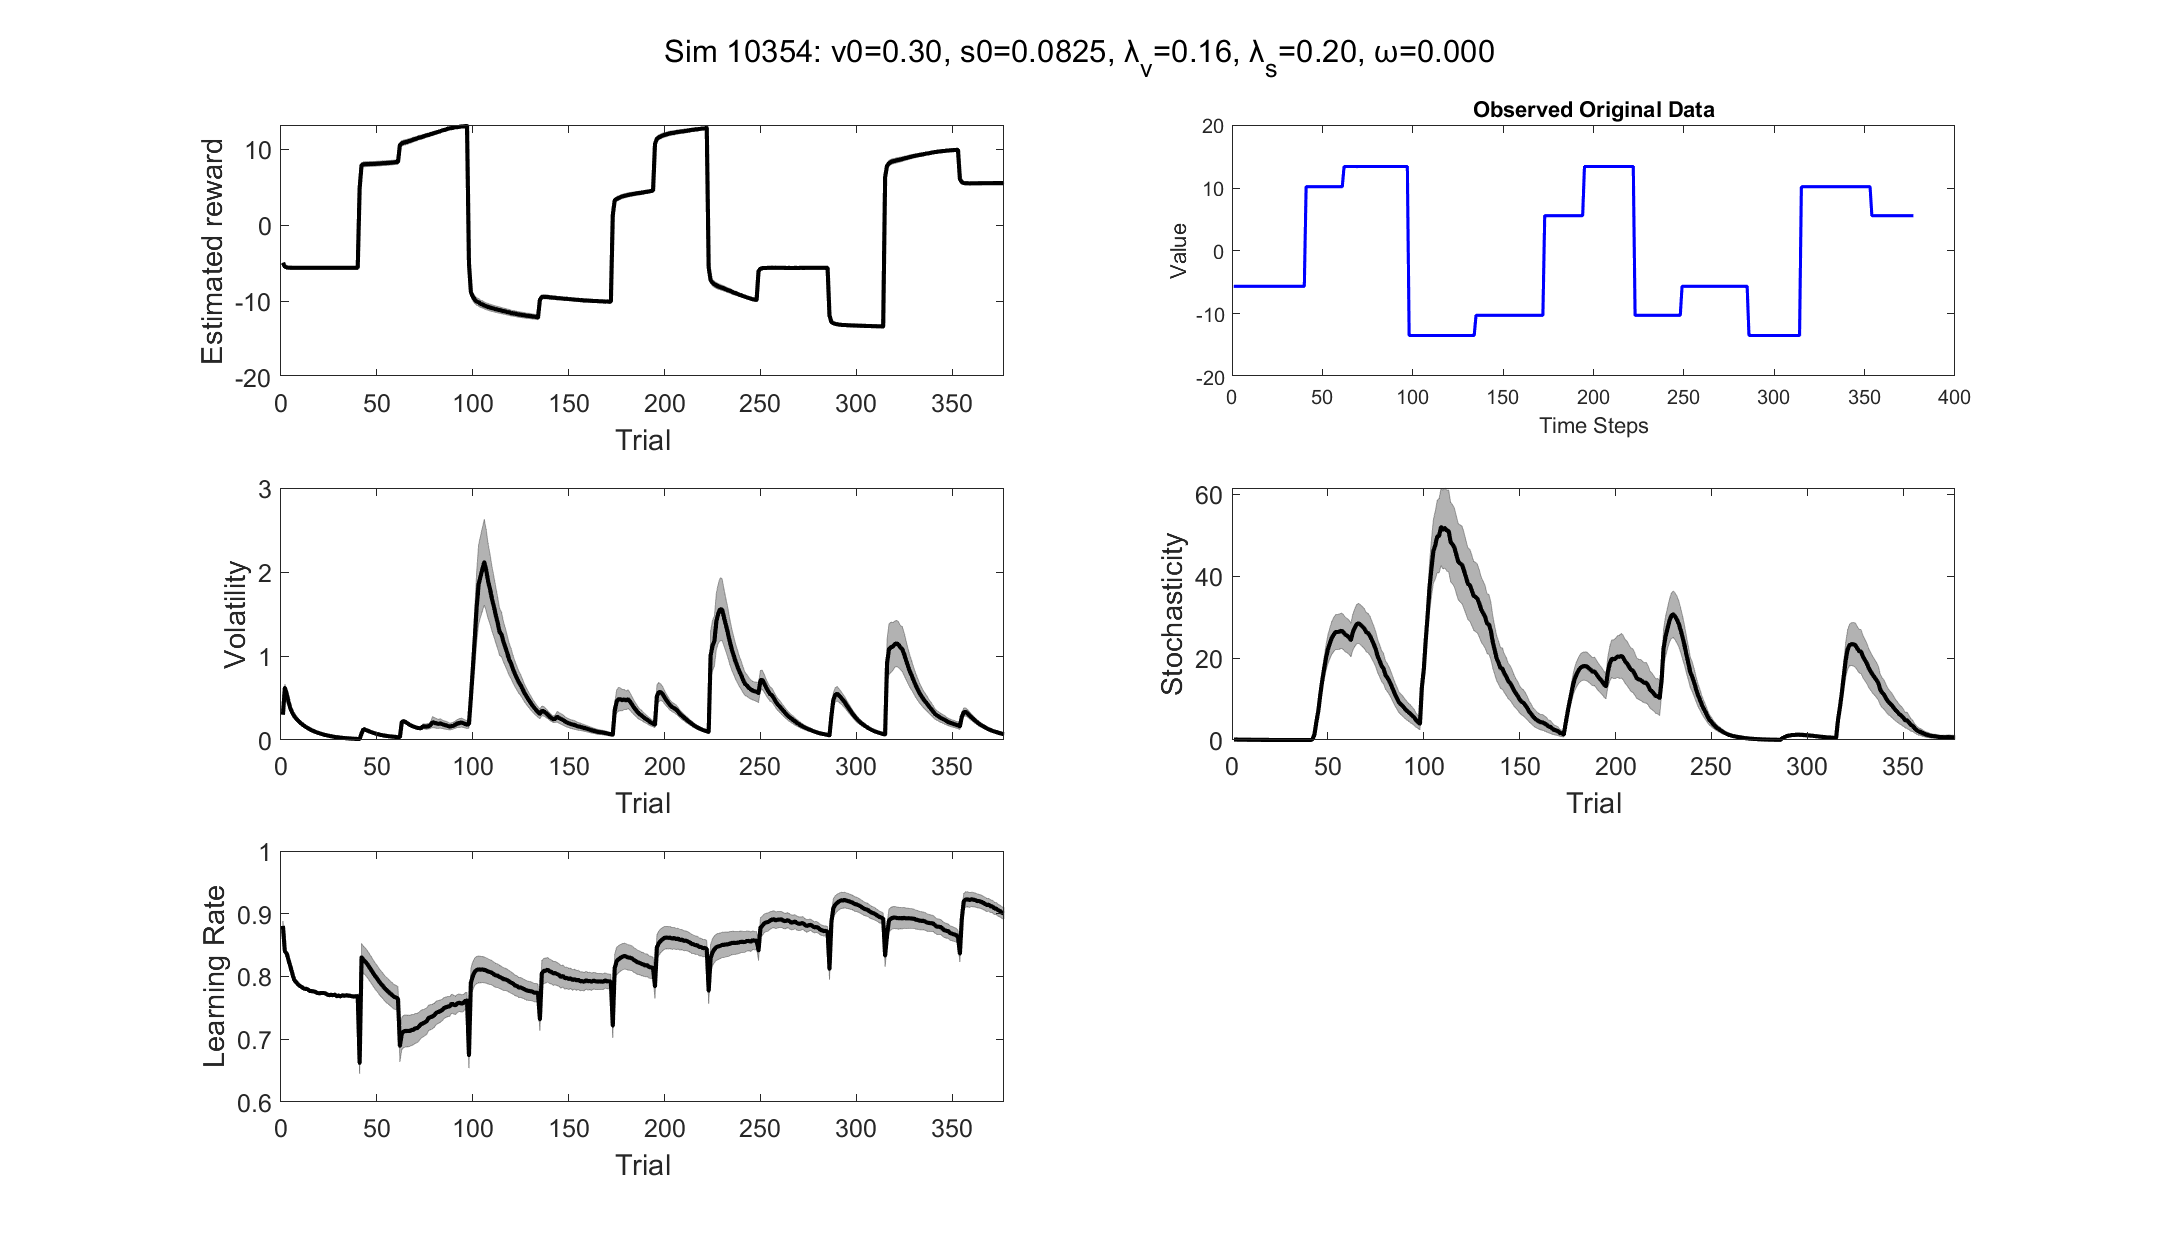 Sim 10354: v0=0.30, s0=0.0825, λ_v=0.16, λ_s=0.20, ω=0.000
Estimated reward
10
0
-10
-20
0 50 100 150 200 250 300 350
Trial
Observed Original Data
Value
20
10
0
-10
-20
0 50 100 150 200 250 300 350 400
Time Steps
Volatility
3
2
1
0
0 50 100 150 200 250 300 350
Trial
Stochasticity
60
40
20
0
0 50 100 150 200 250 300 350
Trial
Learning Rate
1
0.9
0.8
0.7
0.6
0 50 100 150 200 250 300 350
Trial